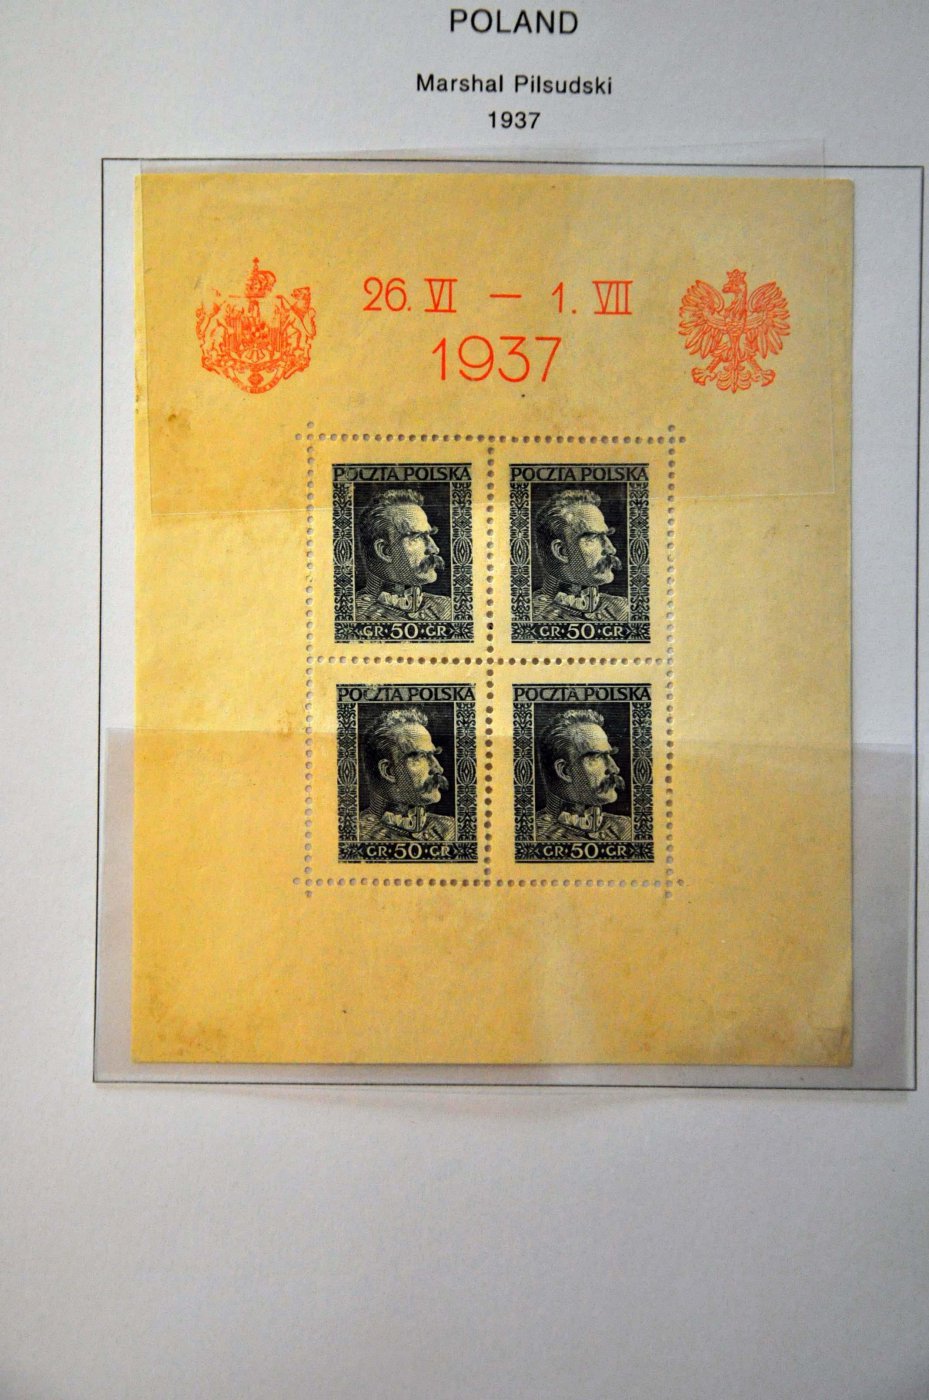 POLAND
Marshal Pilsudski
1937
26. VI — 1. VII
1937
POCZTA POLSKA POCZTA POLSKA
GR·50·GR GR·50·GR
POCZTA POLSKA POCZTA POLSKA
GR·50·GR GR·50·GR